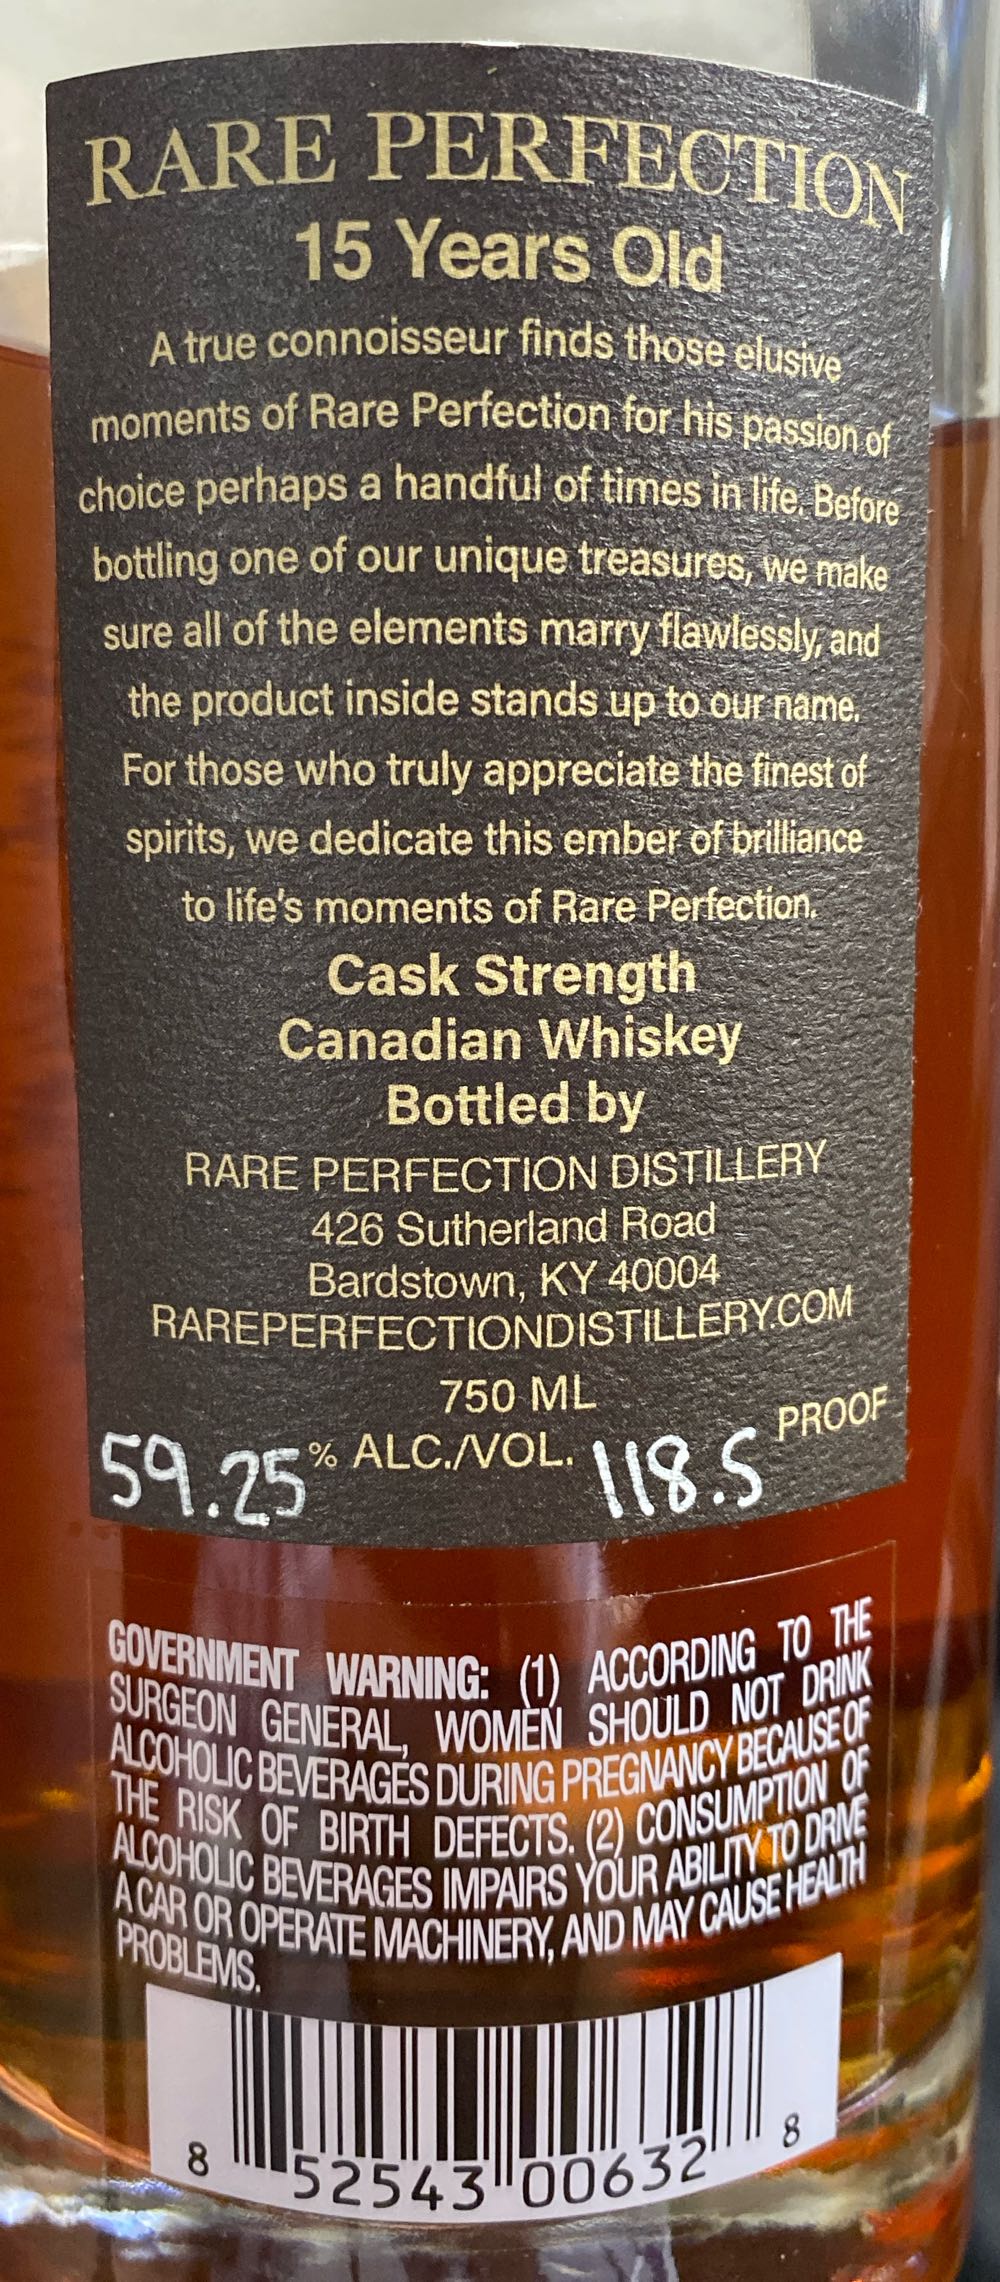 RARE PERFECTION
15 Years Old
A true connoisseur finds those elusive
moments of Rare Perfection for his passion of
choice perhaps a handful of times in life. Before
bottling one of our unique treasures, we make
sure all of the elements marry flawlessly, and
the product inside stands up to our name.
For those who truly appreciate the finest of
spirits, we dedicate this ember of brilliance
to life's moments of Rare Perfection.
Cask Strength
Canadian Whiskey
Bottled by
RARE PERFECTION DISTILLERY
426 Sutherland Road
Bardstown, KY 40004
RAREPERFECTIONDISTILLERY.COM
750 ML
59.25 % ALC./VOL. 118.5 PROOF
GOVERNMENT WARNING: (1) ACCORDING TO THE
SURGEON GENERAL, WOMEN SHOULD NOT DRINK
ALCOHOLIC BEVERAGES DURING PREGNANCY BECAUSE OF
THE RISK OF BIRTH DEFECTS. (2) CONSUMPTION OF
ALCOHOLIC BEVERAGES IMPAIRS YOUR ABILITY TO DRIVE
A CAR OR OPERATE MACHINERY, AND MAY CAUSE HEALTH
PROBLEMS.
8 52543 00632 8